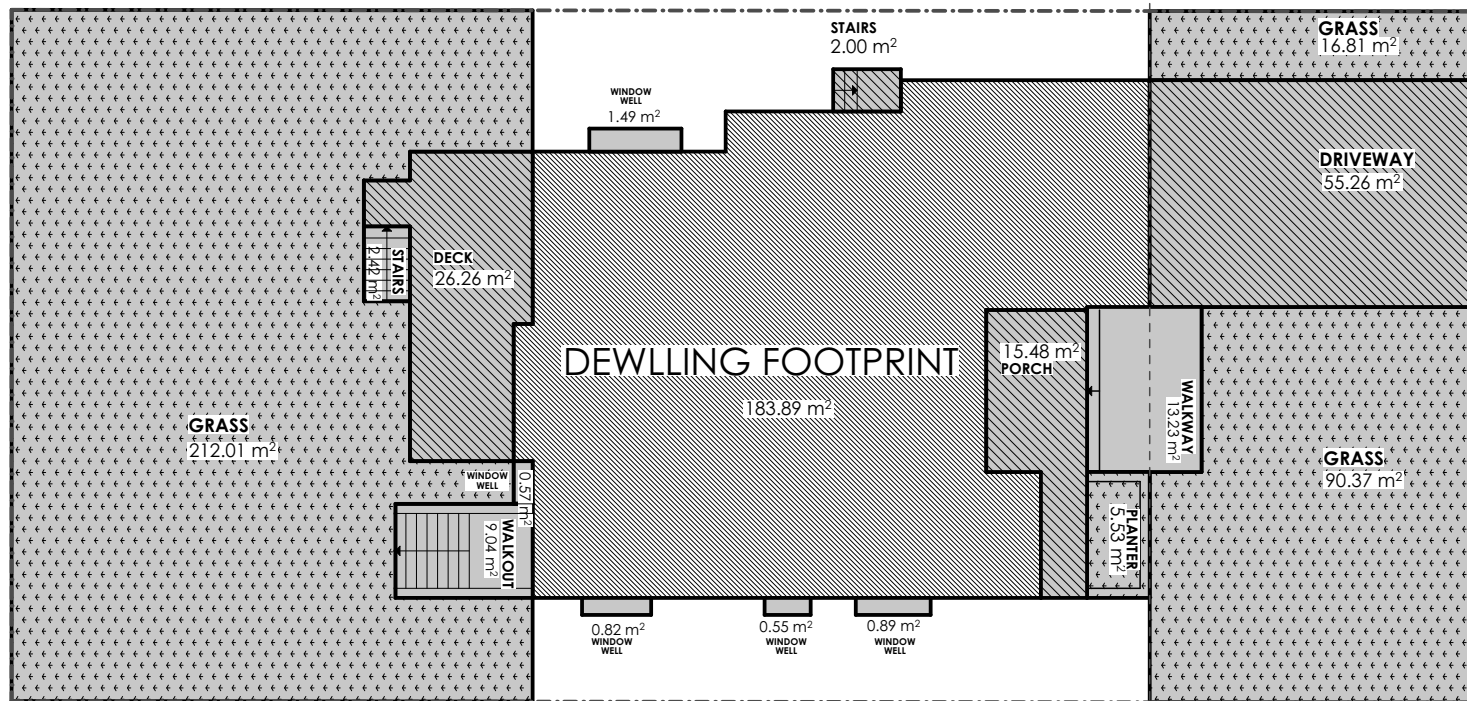 STAIRS
2.00 m²
GRASS
16.81 m²
WINDOW
WELL
1.49 m²
DRIVEWAY
55.26 m²
STAIRS
2.42 m²
DECK
26.26 m²
DEWLLING FOOTPRINT
183.89 m²
15.48 m²
PORCH
WALKWAY
13.23 m²
GRASS
212.01 m²
GRASS
90.37 m²
WINDOW
WELL
0.57 m²
WALKOUT
9.04 m²
PLANTER
5.53 m²
0.82 m²
WINDOW
WELL
0.55 m²
WINDOW
WELL
0.89 m²
WINDOW
WELL